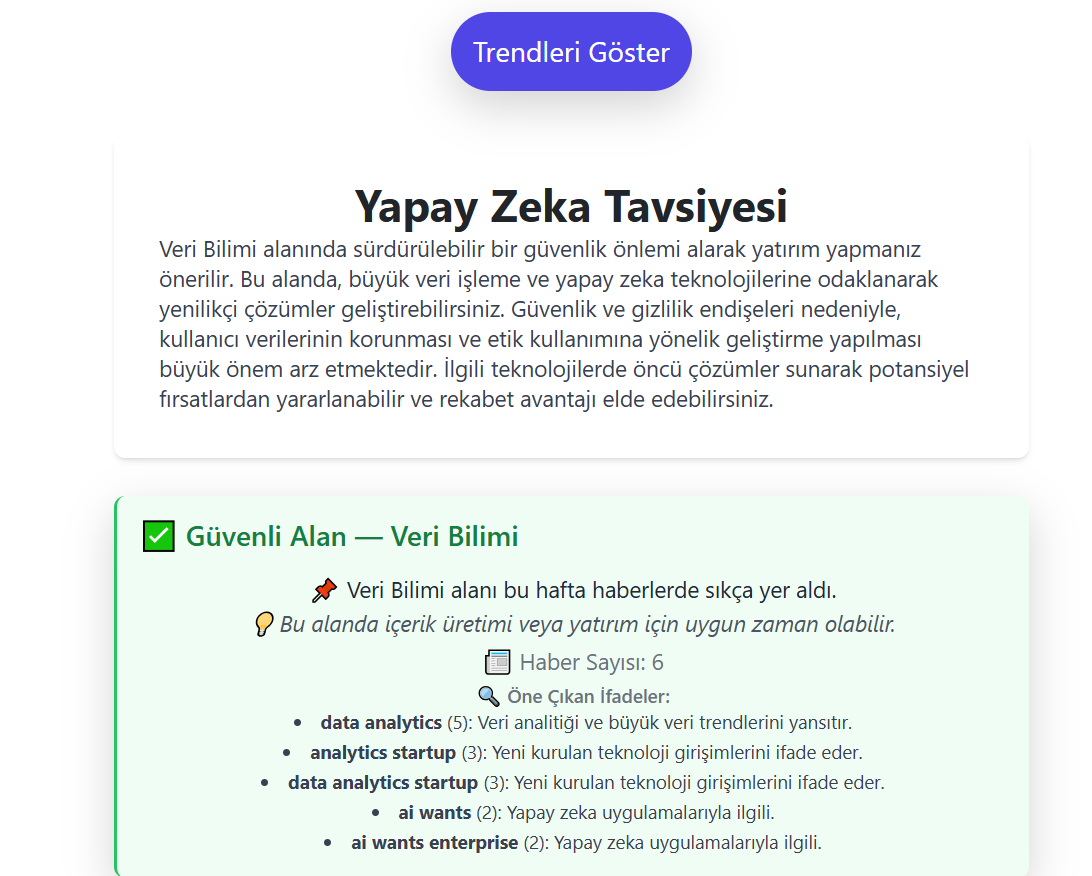 Trendleri Göster
Yapay Zeka Tavsiyesi
Veri Bilimi alanında sürdürülebilir bir güvenlik önlemi alarak yatırım yapmanız
önerilir. Bu alanda, büyük veri işleme ve yapay zeka teknolojilerine odaklanarak
yenilikçi çözümler geliştirebilirsiniz. Güvenlik ve gizlilik endişeleri nedeniyle,
kullanıcı verilerinin korunması ve etik kullanımına yönelik geliştirme yapılması
büyük önem arz etmektedir. İlgili teknolojilerde öncü çözümler sunarak potansiyel
fırsatlardan yararlanabilir ve rekabet avantajı elde edebilirsiniz.
✅ Güvenli Alan — Veri Bilimi
📌 Veri Bilimi alanı bu hafta haberlerde sıkça yer aldı.
💡 Bu alanda içerik üretimi veya yatırım için uygun zaman olabilir.
📰 Haber Sayısı: 6
🔍 Öne Çıkan İfadeler:
• data analytics (5): Veri analitiği ve büyük veri trendlerini yansıtır.
• analytics startup (3): Yeni kurulan teknoloji girişimlerini ifade eder.
• data analytics startup (3): Yeni kurulan teknoloji girişimlerini ifade eder.
• ai wants (2): Yapay zeka uygulamalarıyla ilgili.
• ai wants enterprise (2): Yapay zeka uygulamalarıyla ilgili.